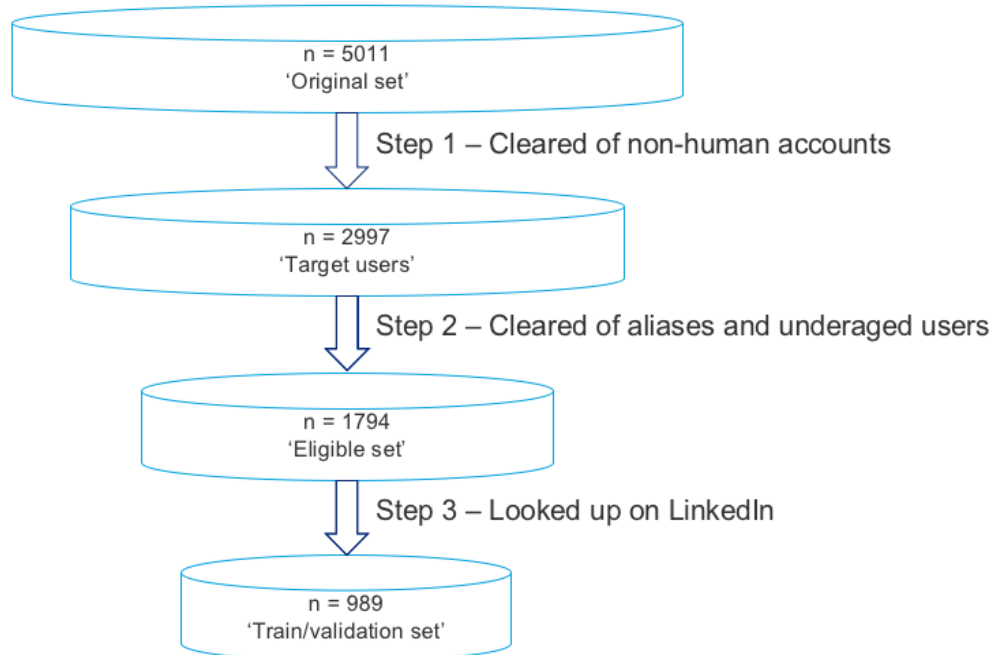 n = 5011
‘Original set’
Step 1 – Cleared of non-human accounts
n = 2997
‘Target users’
Step 2 – Cleared of aliases and underaged users
n = 1794
‘Eligible set’
Step 3 – Looked up on LinkedIn
n = 989
‘Train/validation set’